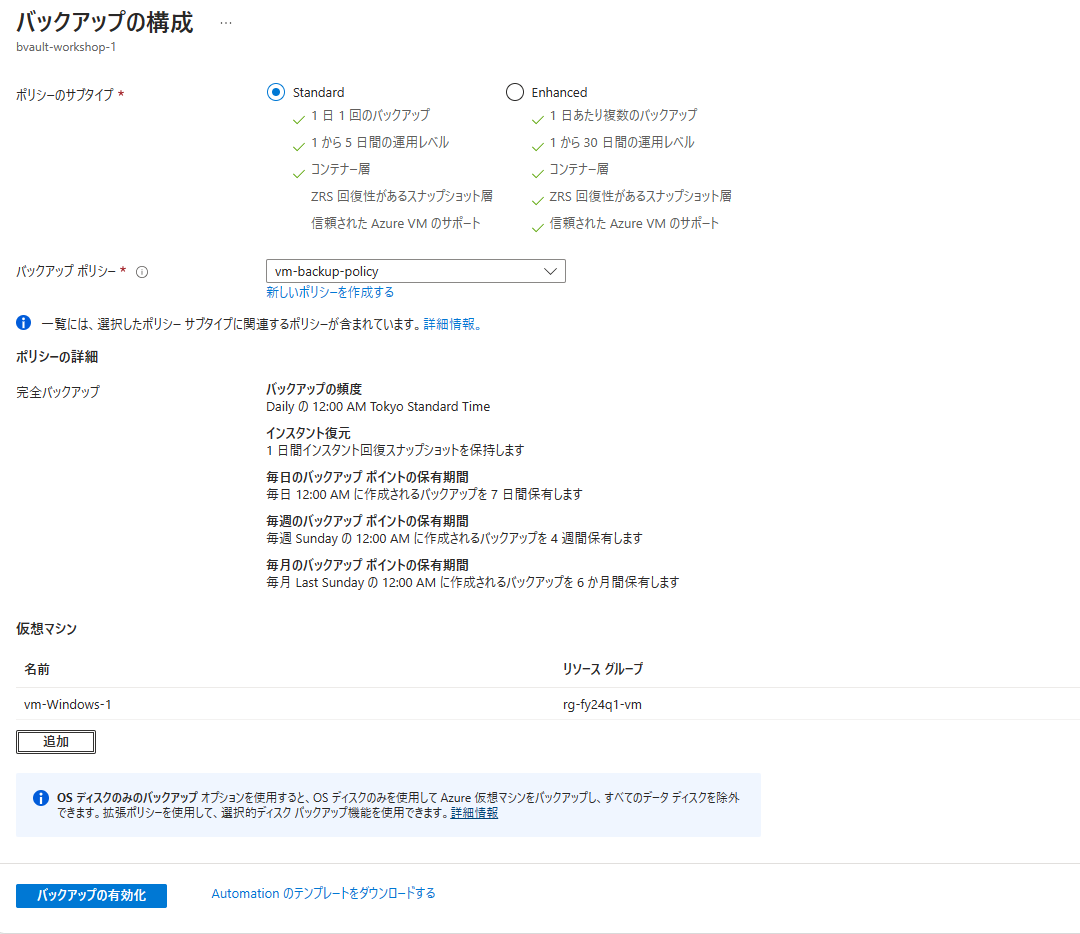 バックアップの構成 …
bvault-workshop-1
ポリシーのサブタイプ *
Standard
1 日 1 回のバックアップ
1 から 5 日間の運用レベル
コンテナー層
ZRS 回復性があるスナップショット層
信頼された Azure VM のサポート
Enhanced
1 日あたり複数のバックアップ
1 から 30 日間の運用レベル
コンテナー層
ZRS 回復性があるスナップショット層
信頼された Azure VM のサポート
バックアップ ポリシー *
vm-backup-policy
新しいポリシーを作成する
一覧には、選択したポリシー サブタイプに関連するポリシーが含まれています。詳細情報。
ポリシーの詳細
完全バックアップ
バックアップの頻度
Daily の 12:00 AM Tokyo Standard Time
インスタント復元
1 日間インスタント回復スナップショットを保持します
毎日のバックアップ ポイントの保有期間
毎日 12:00 AM に作成されるバックアップを 7 日間保有します
毎週のバックアップ ポイントの保有期間
毎週 Sunday の 12:00 AM に作成されるバックアップを 4 週間保有します
毎月のバックアップ ポイントの保有期間
毎月 Last Sunday の 12:00 AM に作成されるバックアップを 6 か月間保有します
仮想マシン
名前 リソース グループ
vm-Windows-1 rg-fy24q1-vm
追加
OS ディスクのみのバックアップ オプションを使用すると、OS ディスクのみを使用して Azure 仮想マシンをバックアップし、すべてのデータ ディスクを除外
できます。拡張ポリシーを使用して、選択的ディスク バックアップ機能を使用できます。詳細情報
バックアップの有効化 Automation のテンプレートをダウンロードする